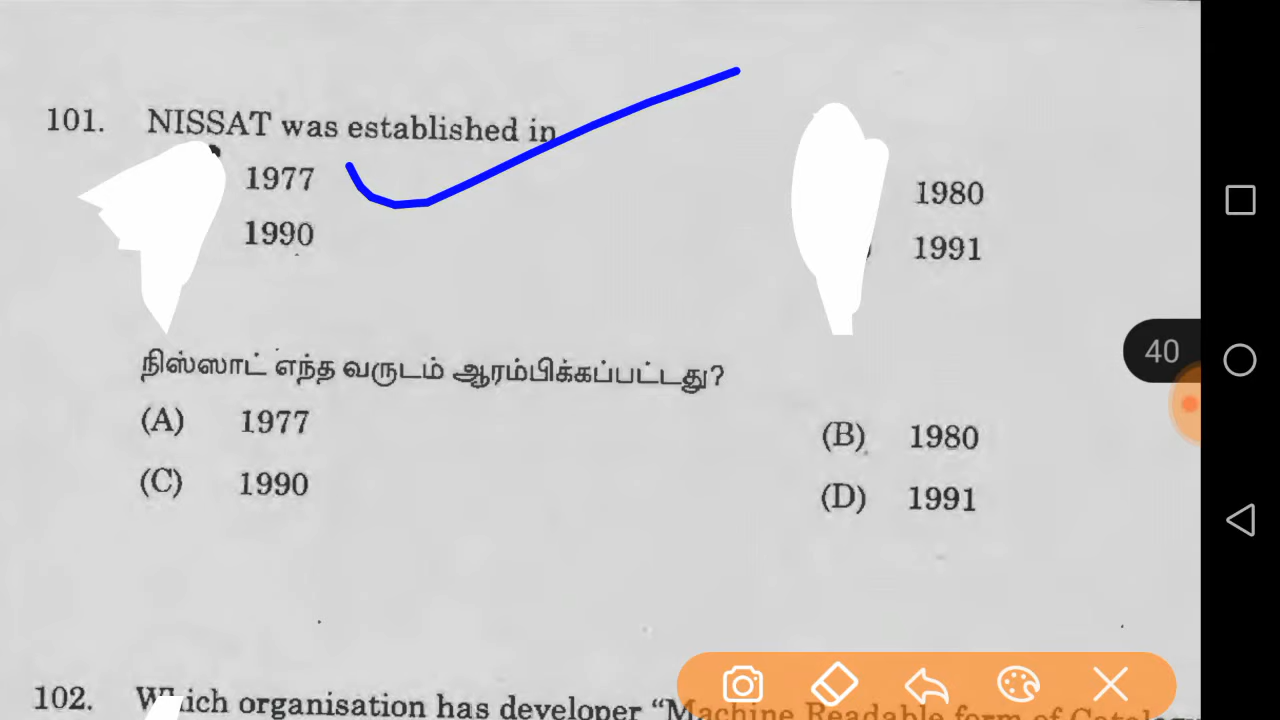 101. NISSAT was established in
1977 1980
1990 1991
நிஸ்ஸாட் எந்த வருடம் ஆரம்பிக்கப்பட்டது?
(A) 1977 (B) 1980
(C) 1990 (D) 1991
40
102. Which organisation has developer “Machine Readable form of Catalog